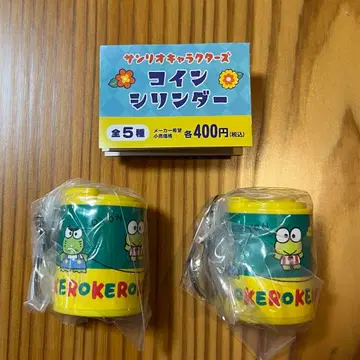 サンリオキャラクターズ
コイン
シリンダー
全5種
メーカー希望
小売価格
各400円(税込)
KEROKEROK
KEROKEROK